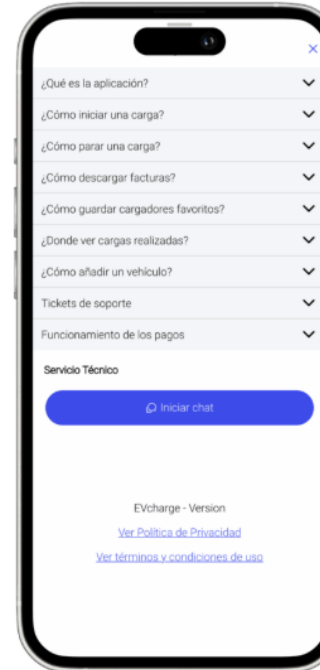 ¿Qué es la aplicación?
¿Cómo iniciar una carga?
¿Cómo parar una carga?
¿Cómo descargar facturas?
¿Cómo guardar cargadores favoritos?
¿Donde ver cargas realizadas?
¿Cómo añadir un vehículo?
Tickets de soporte
Funcionamiento de los pagos
Servicio Técnico
Iniciar chat
EVcharge - Version
Ver Política de Privacidad
Ver términos y condiciones de uso